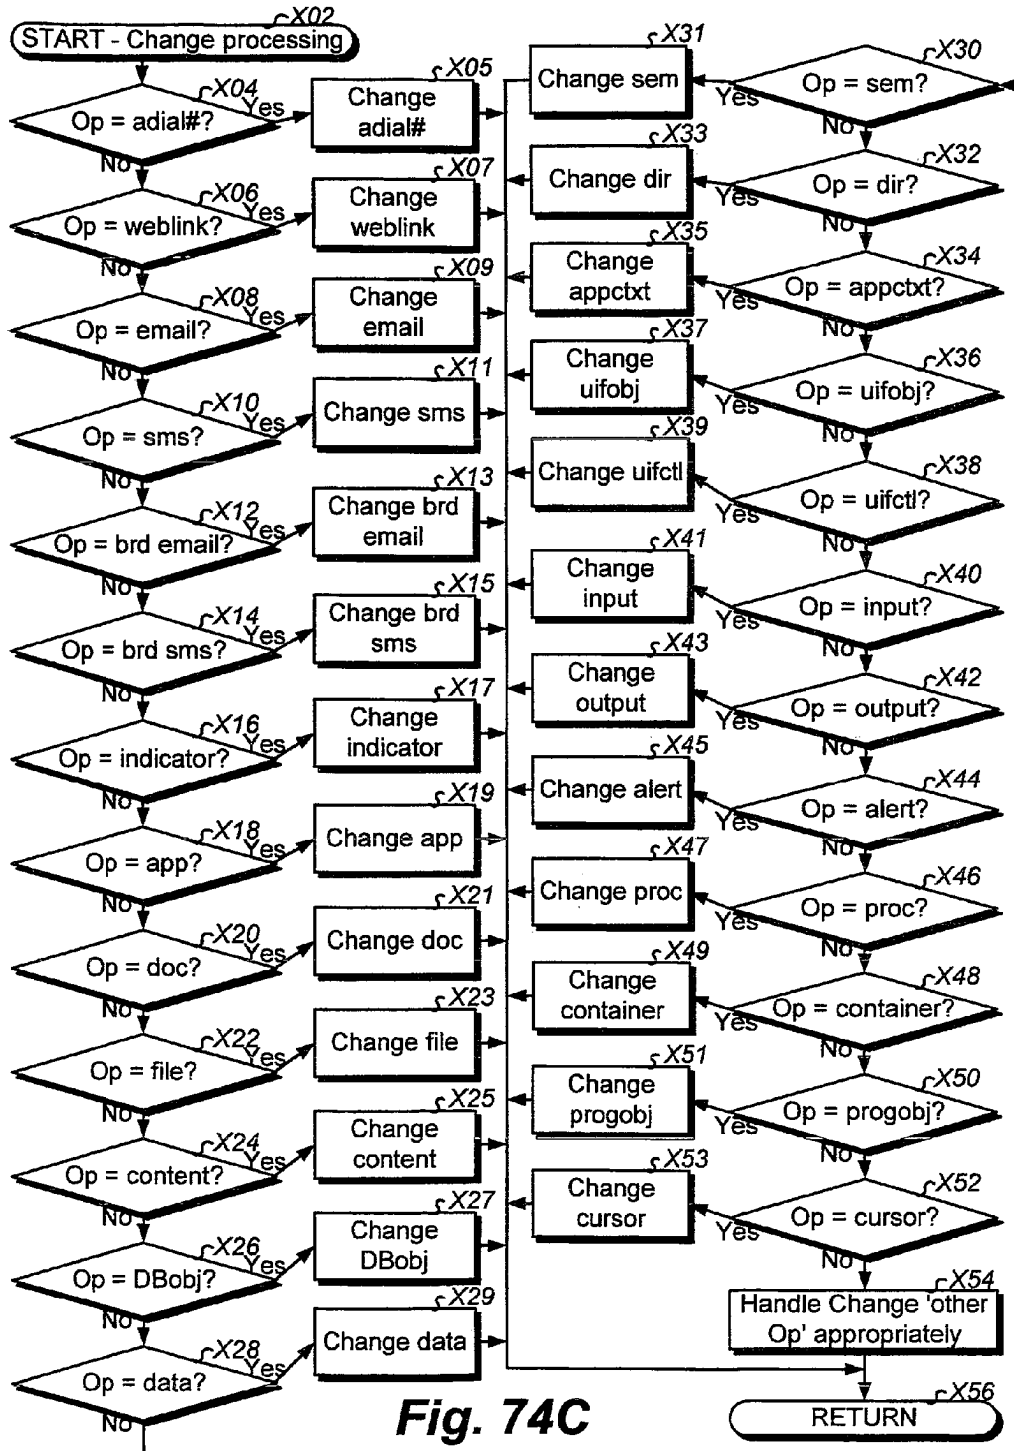 X02
START - Change processing
X04
Op = adial#?
Yes
No
X05
Change
adial#
X06
Op = weblink?
Yes
No
X07
Change
weblink
X08
Op = email?
Yes
No
X09
Change
email
X10
Op = sms?
Yes
No
X11
Change sms
X12
Op = brd email?
Yes
No
X13
Change brd
email
X14
Op = brd sms?
Yes
No
X15
Change brd
sms
X16
Op = indicator?
Yes
No
X17
Change
indicator
X18
Op = app?
Yes
No
X19
Change app
X20
Op = doc?
Yes
No
X21
Change doc
X22
Op = file?
Yes
No
X23
Change file
X24
Op = content?
Yes
No
X25
Change
content
X26
Op = DBobj?
Yes
No
X27
Change
DBobj
X28
Op = data?
Yes
No
X29
Change data
X30
Op = sem?
Yes
No
X31
Change sem
X32
Op = dir?
Yes
No
X33
Change dir
X34
Op = appctxt?
Yes
No
X35
Change
appctxt
X36
Op = uifobj?
Yes
No
X37
Change
uifobj
X38
Op = uifctl?
Yes
No
X39
Change uifctl
X40
Op = input?
Yes
No
X41
Change
input
X42
Op = output?
Yes
No
X43
Change
output
X44
Op = alert?
Yes
No
X45
Change alert
X46
Op = proc?
Yes
No
X47
Change proc
X48
Op = container?
Yes
No
X49
Change
container
X50
Op = progobj?
Yes
No
X51
Change
progobj
X52
Op = cursor?
Yes
No
X53
Change
cursor
X54
Handle Change 'other
Op' appropriately
X56
RETURN
Fig. 74C